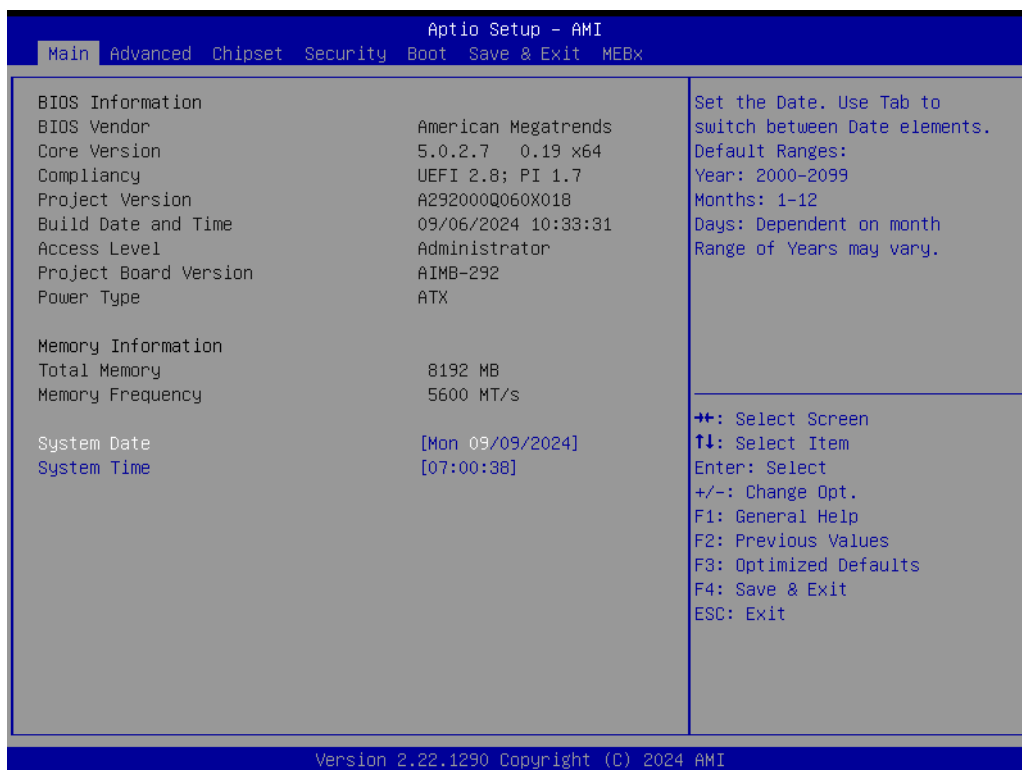 Aptio Setup – AMI
Main Advanced Chipset Security Boot Save & Exit MEBx
BIOS Information
BIOS Vendor American Megatrends
Core Version 5.0.2.7 0.19 x64
Compliancy UEFI 2.8; PI 1.7
Project Version A292000Q060X018
Build Date and Time 09/06/2024 10:33:31
Access Level Administrator
Project Board Version AIMB-292
Power Type ATX
Memory Information
Total Memory 8192 MB
Memory Frequency 5600 MT/s
System Date [Mon 09/09/2024]
System Time [07:00:38]
Set the Date. Use Tab to
switch between Date elements.
Default Ranges:
Year: 2000-2099
Months: 1-12
Days: Dependent on month
Range of Years may vary.
→←: Select Screen
↑↓: Select Item
Enter: Select
+/-: Change Opt.
F1: General Help
F2: Previous Values
F3: Optimized Defaults
F4: Save & Exit
ESC: Exit
Version 2.22.1290 Copyright (C) 2024 AMI